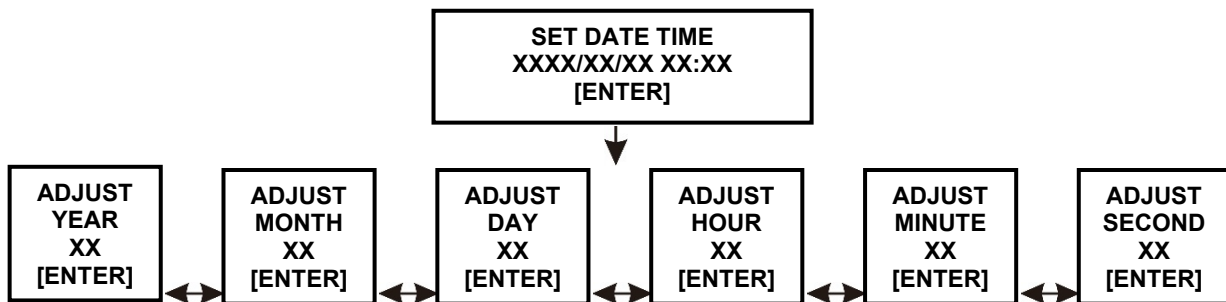 SET DATE TIME
XXXX/XX/XX XX:XX
[ENTER]
ADJUST
YEAR
XX
[ENTER]
ADJUST
MONTH
XX
[ENTER]
ADJUST
DAY
XX
[ENTER]
ADJUST
HOUR
XX
[ENTER]
ADJUST
MINUTE
XX
[ENTER]
ADJUST
SECOND
XX
[ENTER]